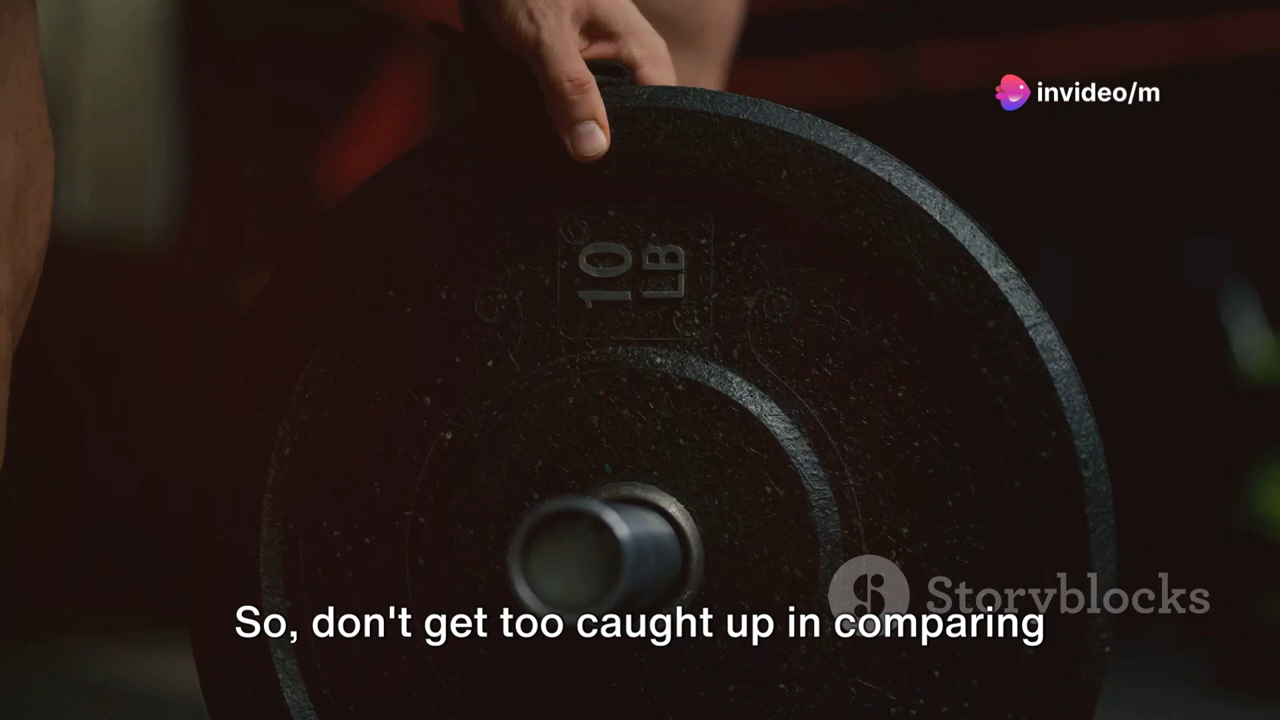 invideo/m
10
LB
Storyblocks
So, don't get too caught up in comparing